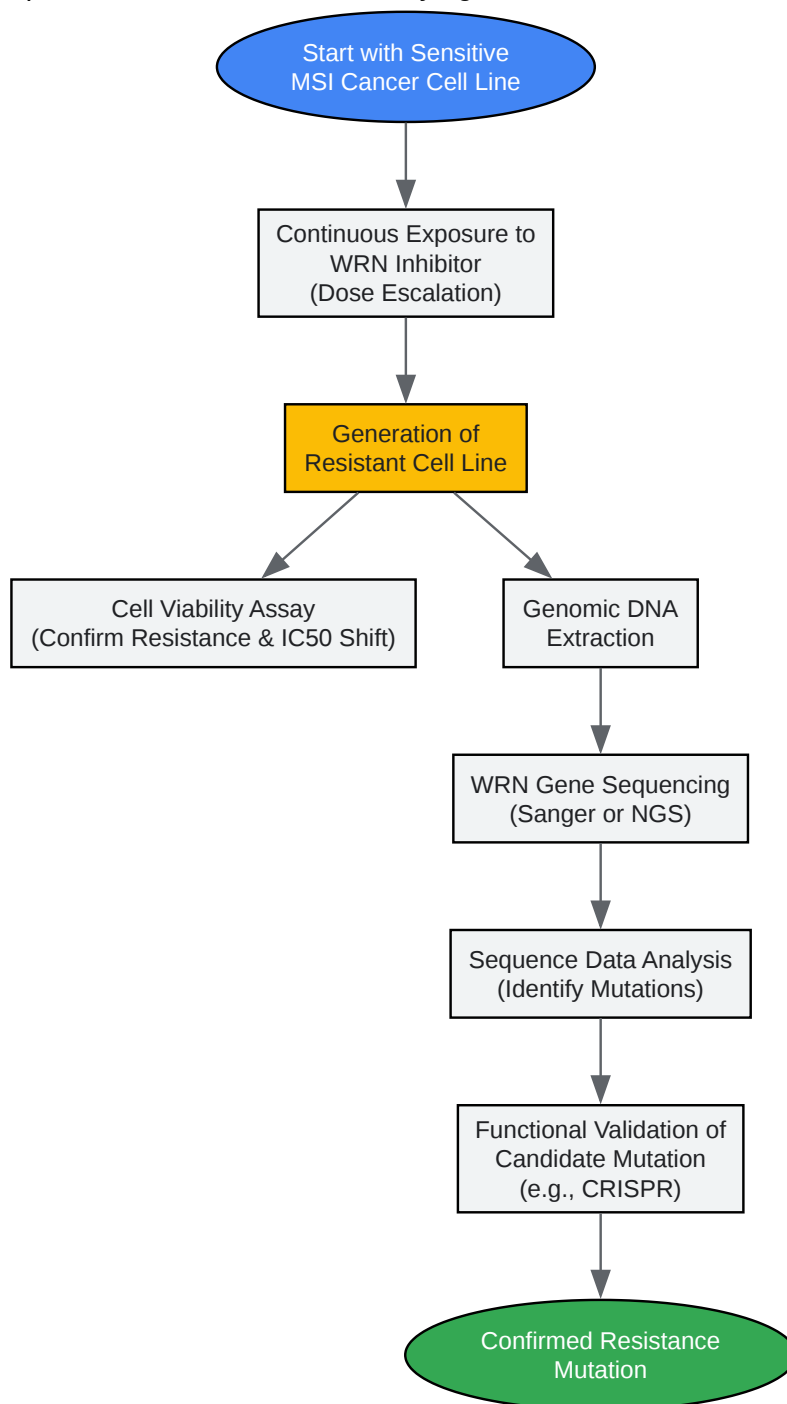 Start with Sensitive
MSI Cancer Cell Line
Continuous Exposure to
WRN Inhibitor
(Dose Escalation)
Generation of
Resistant Cell Line
Cell Viability Assay
(Confirm Resistance & IC50 Shift)
Genomic DNA
Extraction
WRN Gene Sequencing
(Sanger or NGS)
Sequence Data Analysis
(Identify Mutations)
Functional Validation of
Candidate Mutation
(e.g., CRISPR)
Confirmed Resistance
Mutation